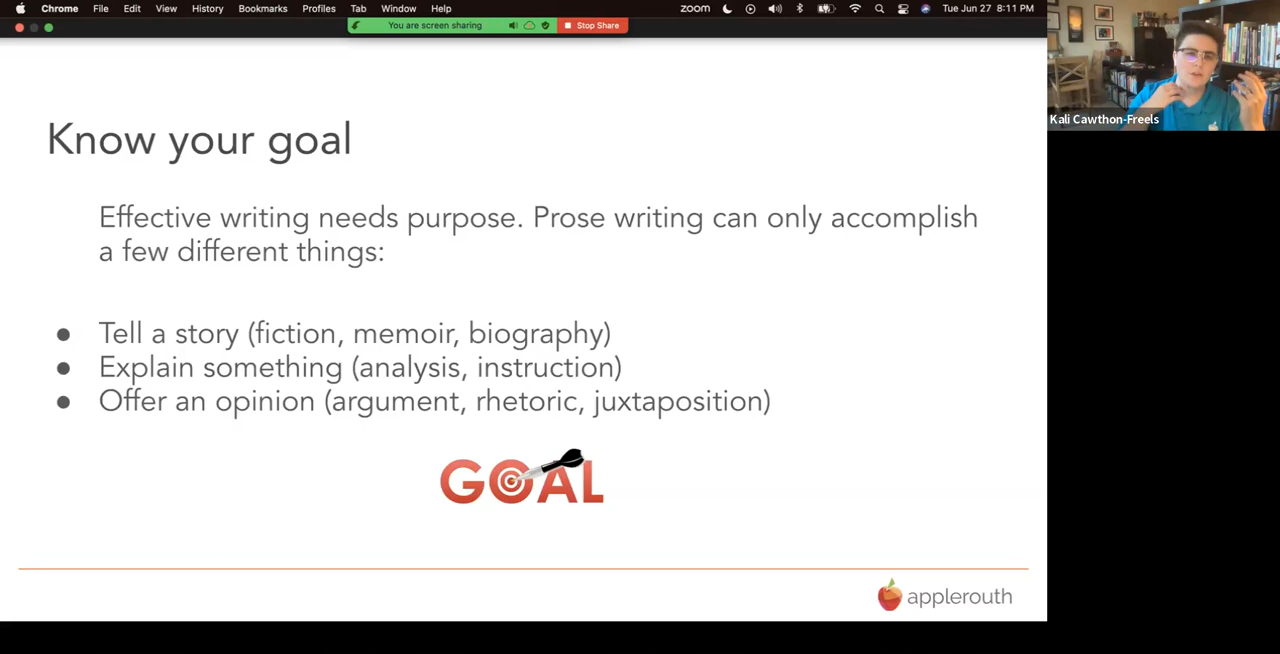 Chrome File Edit View History Bookmarks Profiles Tab Window Help zoom Tue Jun 27 8:11 PM
You are screen sharing Stop Share
Kali Cawthon-Freels
Know your goal
Effective writing needs purpose. Prose writing can only accomplish
a few different things:
● Tell a story (fiction, memoir, biography)
● Explain something (analysis, instruction)
● Offer an opinion (argument, rhetoric, juxtaposition)
GOAL
applerouth